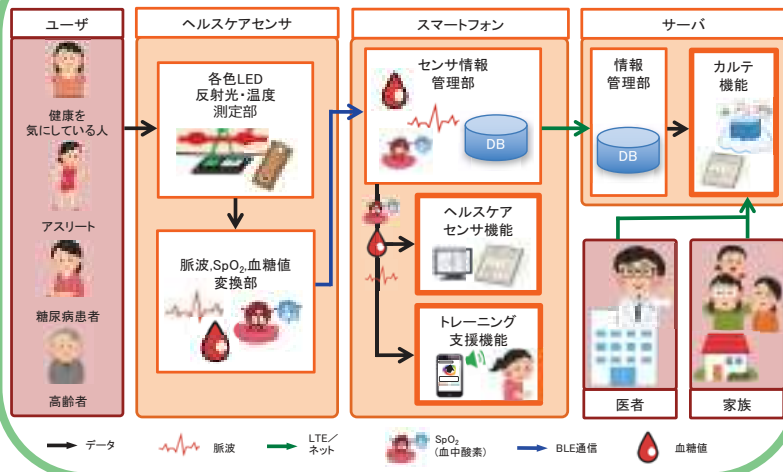 ユーザ
健康を
気にしている人
アスリート
糖尿病患者
高齢者
ヘルスケアセンサ
各色LED
反射光・温度
測定部
脈波,SpO₂,血糖値
変換部
スマートフォン
センサ情報
管理部
DB
ヘルスケア
センサ機能
トレーニング
支援機能
サーバ
情報
管理部
DB
カルテ
機能
医者
家族
データ
脈波
LTE/
ネット
SpO₂
(血中酸素)
BLE通信
血糖値